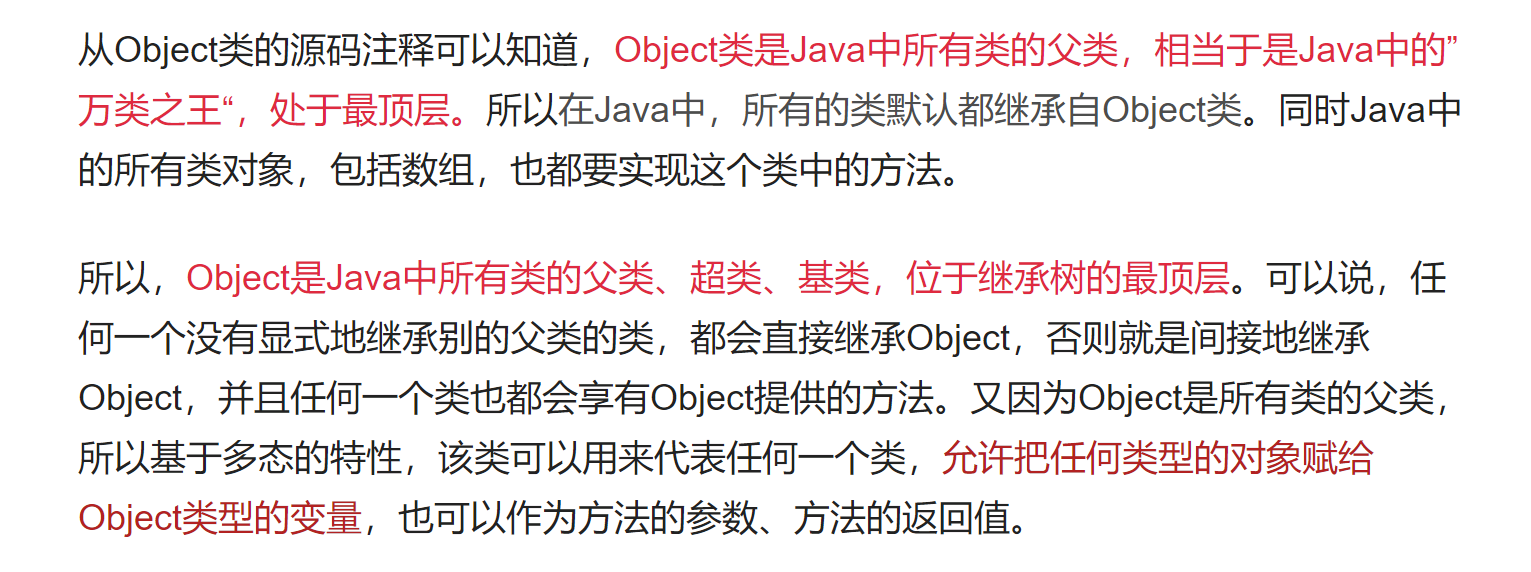 从Object类的源码注释可以知道，Object类是Java中所有类的父类，相当于是Java中的”
万类之王“，处于最顶层。所以在Java中，所有的类默认都继承自Object类。同时Java中
的所有类对象，包括数组，也都要实现这个类中的方法。
所以，Object是Java中所有类的父类、超类、基类，位于继承树的最顶层。可以说，任
何一个没有显式地继承别的父类的类，都会直接继承Object，否则就是间接地继承
Object，并且任何一个类也都会享有Object提供的方法。又因为Object是所有类的父类，
所以基于多态的特性，该类可以用来代表任何一个类，允许把任何类型的对象赋给
Object类型的变量，也可以作为方法的参数、方法的返回值。